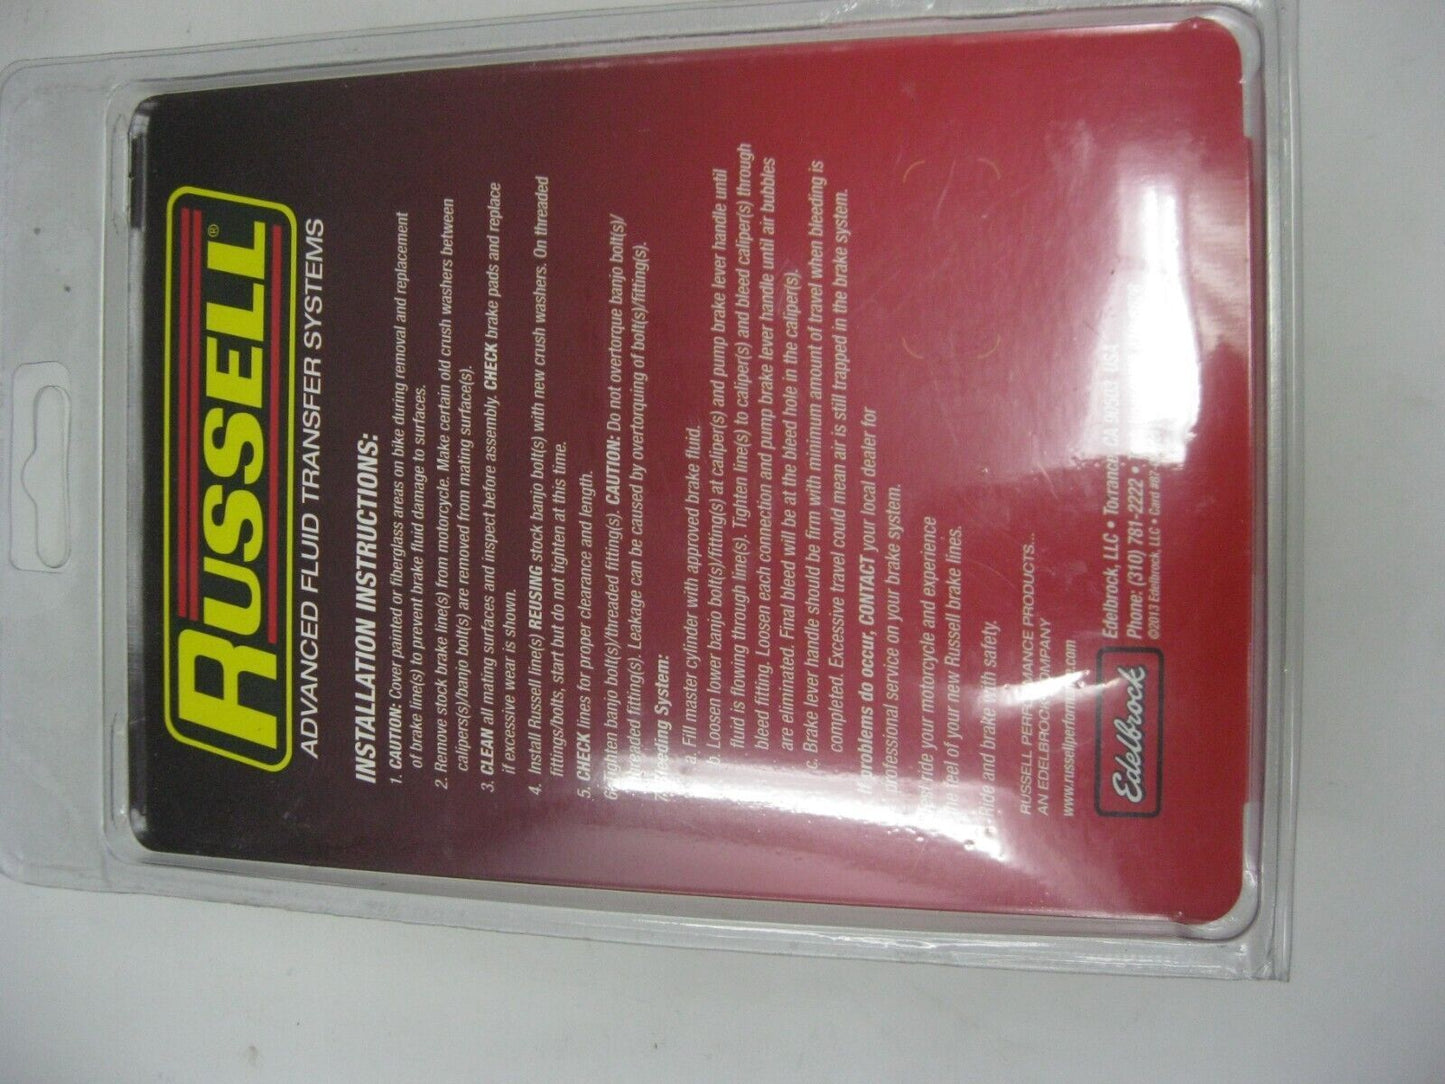 RUSSELL®
ADVANCED FLUID TRANSFER SYSTEMS
INSTALLATION INSTRUCTIONS:
1. CAUTION: Cover painted or fiberglass areas on bike during removal and replacement
of brake line(s) to prevent brake fluid damage to surfaces.
2. Remove stock brake line(s) from motorcycle. Make certain old crush washers between
calipers(s)/banjo bolt(s) are removed from mating surface(s).
3. CLEAN all mating surfaces and inspect before assembly. CHECK brake pads and replace
if excessive wear is shown.
4. Install Russell line(s) REUSING stock banjo bolt(s) with new crush washers. On threaded
fittings/bolts, start but do not tighten at this time.
5. CHECK lines for proper clearance and length.
6. Tighten banjo bolt(s)/threaded fitting(s). CAUTION: Do not overtorque banjo bolt(s)/
threaded fitting(s). Leakage can be caused by overtorquing of bolt(s)/fitting(s).
7. Bleeding System:
a. Fill master cylinder with approved brake fluid.
b. Loosen lower banjo bolt(s)/fitting(s) at caliper(s) and pump brake lever handle until
fluid is flowing through line(s). Tighten line(s) to caliper(s) and bleed caliper(s) through
bleed fitting. Loosen each connection and pump brake lever handle until air bubbles
are eliminated. Final bleed will be at the bleed hole in the caliper(s).
c. Brake lever handle should be firm with minimum amount of travel when bleeding is
completed. Excessive travel could mean air is still trapped in the brake system.
If problems do occur, CONTACT your local dealer for
professional service on your brake system.
Test ride your motorcycle and experience
the feel of your new Russell brake lines.
Ride and brake with safety.
RUSSELL PERFORMANCE PRODUCTS...
AN EDELBROCK COMPANY
www.russellperformance.com
Edelbrock
Edelbrock, LLC • Torrance, CA 90503 USA
Phone: (310) 781-2222 •
©2013 Edelbrock, LLC • Card #82